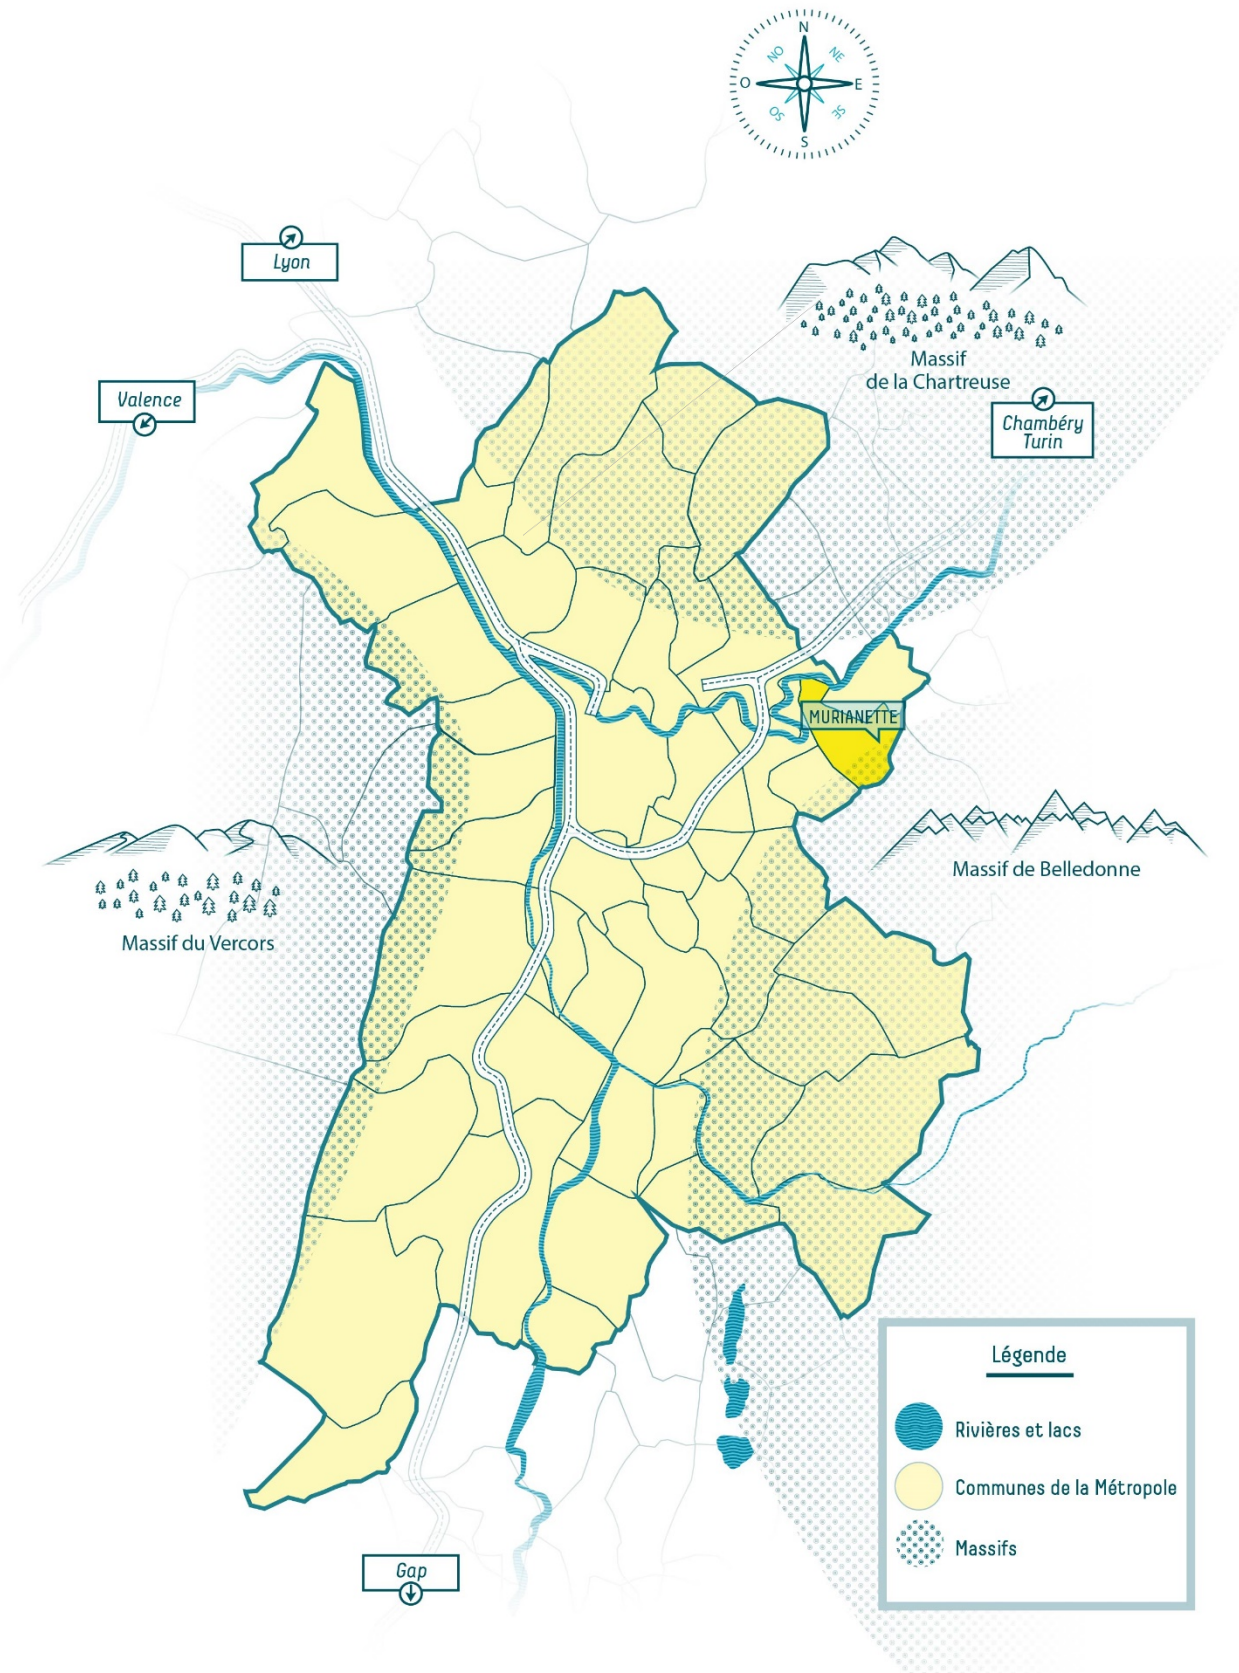 N
NO
NE
O
E
SO
SE
S
Lyon
Valence
Massif
de la Chartreuse
Chambéry
Turin
MURIANETTE
Massif de Belledonne
Massif du Vercors
Légende
Rivières et lacs
Communes de la Métropole
Massifs
Gap